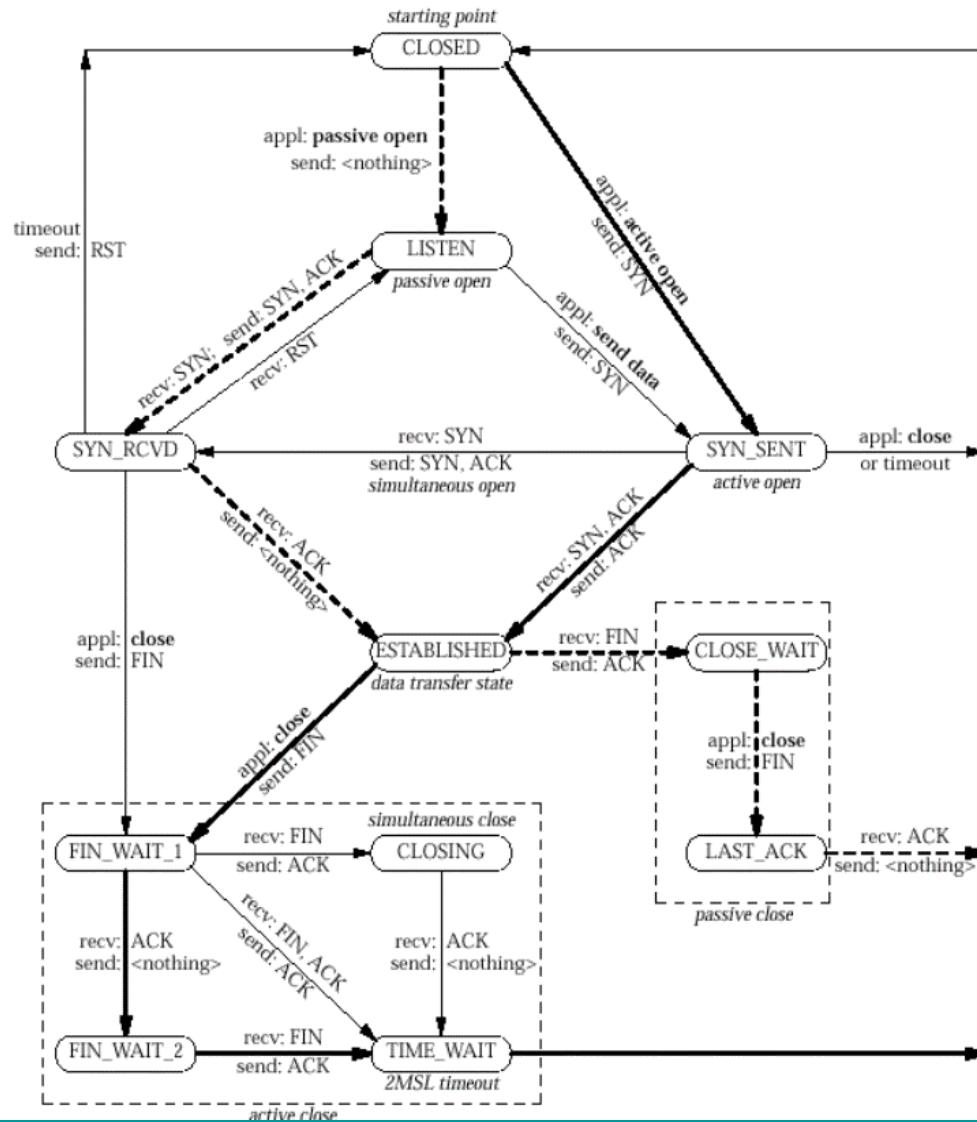 starting point
CLOSED
appl: passive open
send: <nothing>
appl: active open
send: SYN
timeout
send: RST
LISTEN
passive open
recv: SYN; send: SYN, ACK
recv: RST
appl: send data
send: SYN
SYN_RCVD
recv: SYN
send: SYN, ACK
simultaneous open
SYN_SENT
active open
appl: close
or timeout
recv: ACK
send: <nothing>
recv: SYN, ACK
send: ACK
appl: close
send: FIN
ESTABLISHED
data transfer state
recv: FIN
send: ACK
CLOSE_WAIT
appl: close
send: FIN
appl: close
send: FIN
simultaneous close
FIN_WAIT_1
recv: FIN
send: ACK
CLOSING
LAST_ACK
recv: ACK
send: <nothing>
passive close
recv: ACK
send: <nothing>
recv: FIN, ACK
send: ACK
recv: ACK
send: <nothing>
FIN_WAIT_2
recv: FIN
send: ACK
TIME_WAIT
2MSL timeout
active close